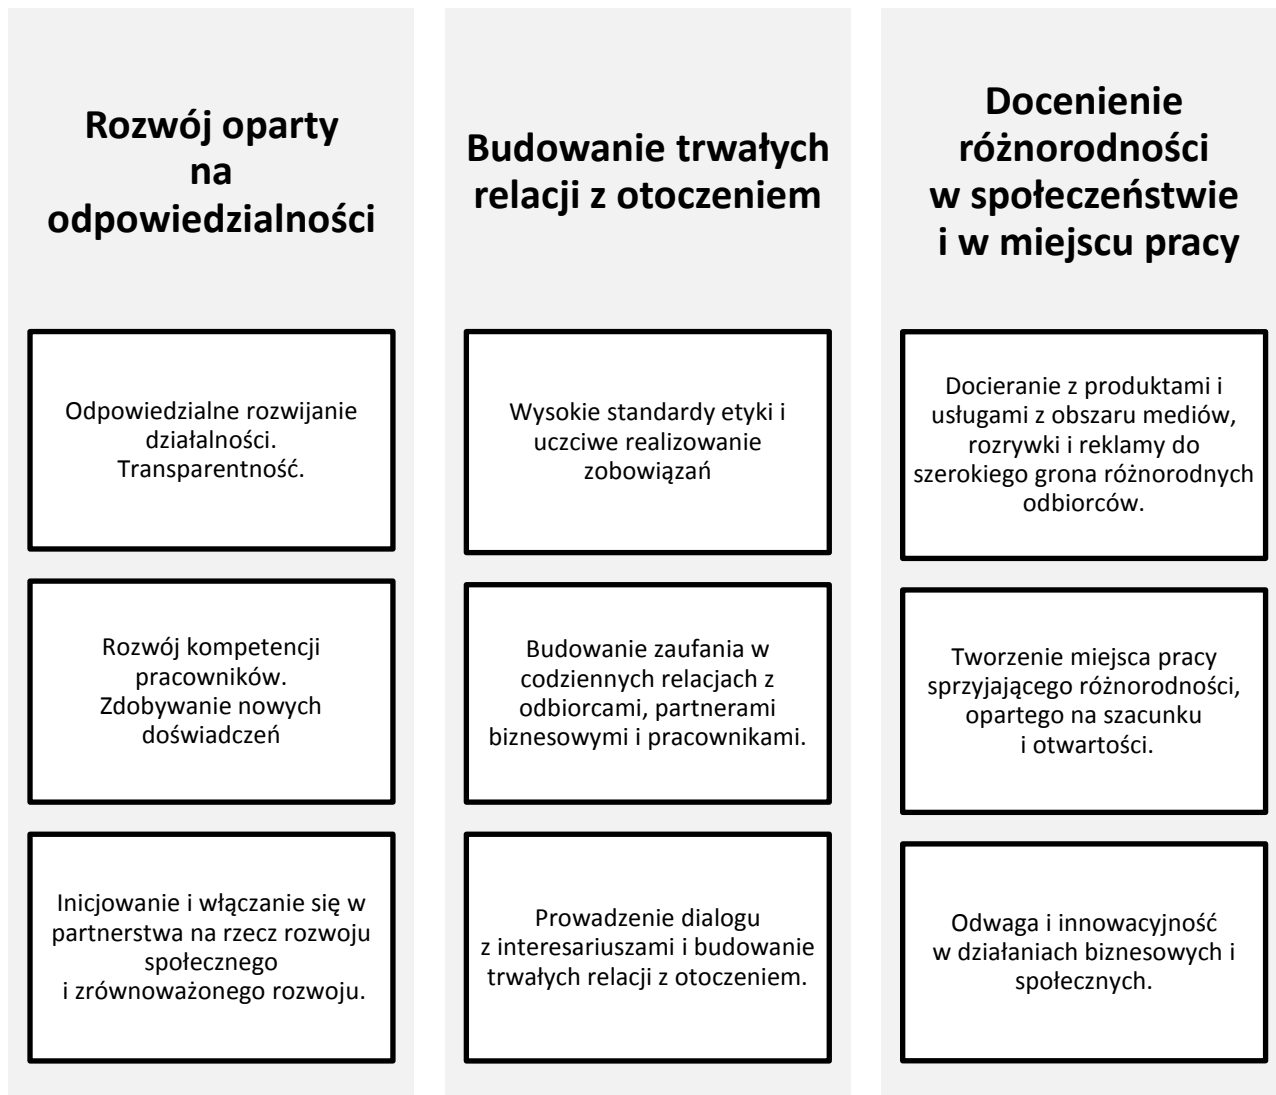 Rozwój oparty
na
odpowiedzialności
Odpowiedzialne rozwijanie
działalności.
Transparentność.
Rozwój kompetencji
pracowników.
Zdobywanie nowych
doświadczeń
Inicjowanie i włączanie się w
partnerstwa na rzecz rozwoju
społecznego
i zrównoważonego rozwoju.
Budowanie trwałych
relacji z otoczeniem
Wysokie standardy etyki i
uczciwe realizowanie
zobowiązań
Budowanie zaufania w
codziennych relacjach z
odbiorcami, partnerami
biznesowymi i pracownikami.
Prowadzenie dialogu
z interesariuszami i budowanie
trwałych relacji z otoczeniem.
Docenienie
różnorodności
w społeczeństwie
i w miejscu pracy
Docieranie z produktami i
usługami z obszaru mediów,
rozrywki i reklamy do
szerokiego grona różnorodnych
odbiorców.
Tworzenie miejsca pracy
sprzyjającego różnorodności,
opartego na szacunku
i otwartości.
Odwaga i innowacyjność
w działaniach biznesowych i
społecznych.